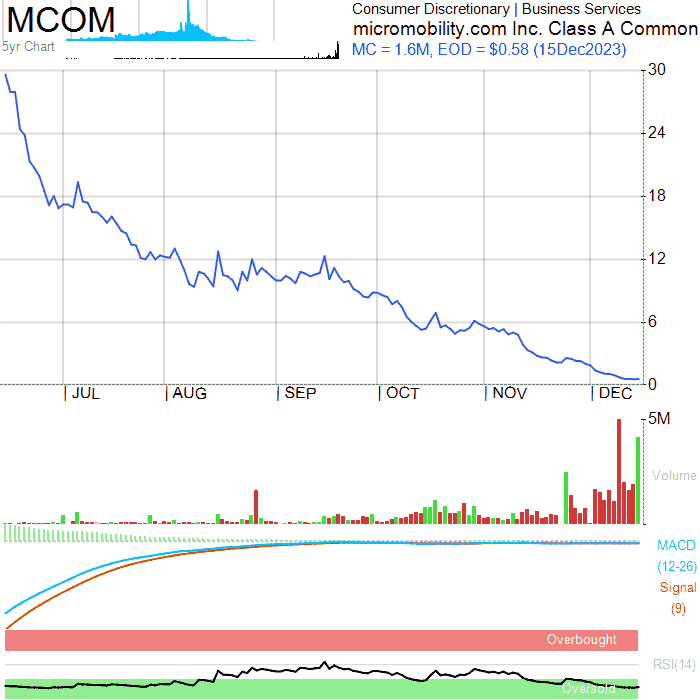 MCOM
5yr Chart
Consumer Discretionary | Business Services
micromobility.com Inc. Class A Common
MC = 1.6M, EOD = $0.58 (15Dec2023)
30
24
18
12
6
0
| JUL | AUG | SEP | OCT | NOV | DEC
5M
Volume
MACD
(12-26)
Signal
(9)
Overbought
RSI(14)
Oversold